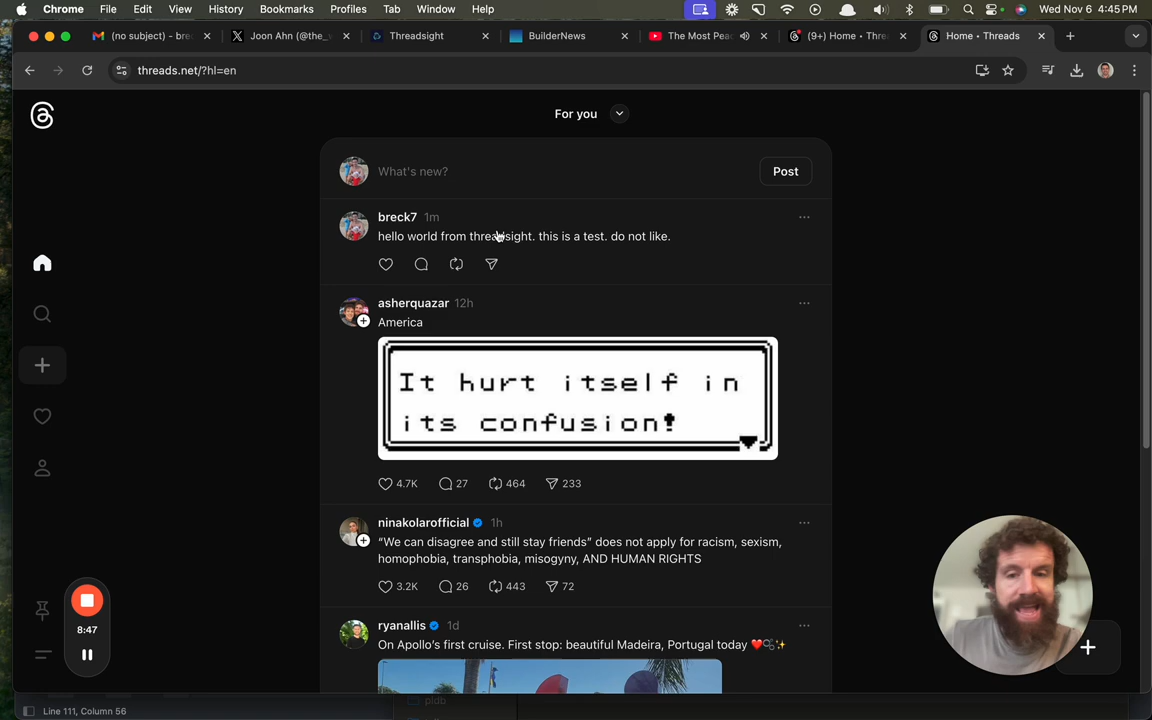 Chrome File Edit View History Bookmarks Profiles Tab Window Help Wed Nov 6 4:45 PM
(no subject) - bre Joon Ahn (@the_ Threadsight BuilderNews The Most Pea (9+) Home • Thre Home • Threads
threads.net/?hl=en
For you
What's new? Post
breck7 1m
hello world from threadsight. this is a test. do not like.
asherquazar 12h
America
It hurt itself in
its confusion!
4.7K 27 464 233
ninakolarofficial 1h
“We can disagree and still stay friends” does not apply for racism, sexism,
homophobia, transphobia, misogyny, AND HUMAN RIGHTS
3.2K 26 443 72
ryanallis 1d
On Apollo’s first cruise. First stop: beautiful Madeira, Portugal today ❤️🫧✨
8:47
pldb
Line 111, Column 56